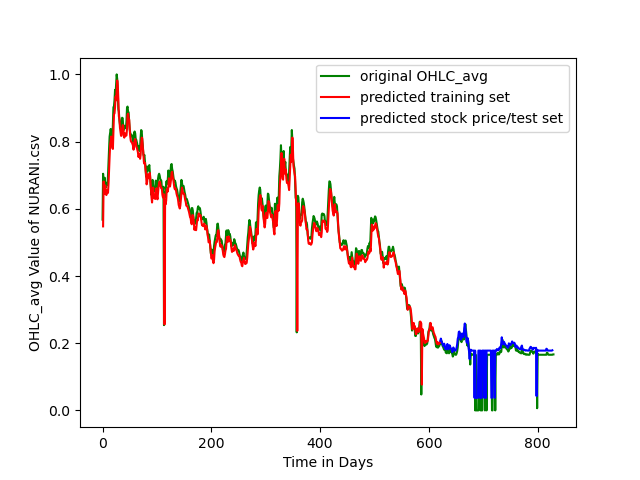 original OHLC_avg
predicted training set
predicted stock price/test set
1.0
0.8
0.6
0.4
0.2
0.0
OHLC_avg Value of NURANI.csv
0 200 400 600 800
Time in Days